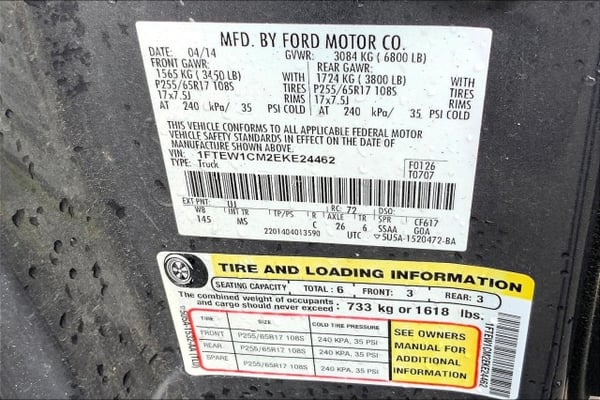 MFD. BY FORD MOTOR CO.
DATE: 04/14 GVWR: 3084 KG ( 6800 LB)
FRONT GAWR: REAR GAWR:
1565 KG ( 3450 LB) WITH 1724 KG ( 3800 LB) WITH
P255/65R17 108S TIRES P255/65R17 108S TIRES
17x7.5J RIMS 17x7.5J RIMS
AT 240 kPa/ 35 PSI COLD AT 240 kPa/ 35 PSI COLD
THIS VEHICLE CONFORMS TO ALL APPLICABLE FEDERAL MOTOR
VEHICLE SAFETY STANDARDS IN EFFECT ON THE DATE OF
MANUFACTURE SHOWN ABOVE.
VIN: 1FTEW1CM2EKE24462
TYPE: Truck
F0126
T0707
EXT PNT: UJ RC: 72 DSO:
WB INT TR TP/PS R AXLE TR SPR CF617
145 MS C 26 6 SSAA GOA
2201404013590 UTC SU5A-1520472-BA
TIRE AND LOADING INFORMATION
SEATING CAPACITY TOTAL: 6 FRONT: 3 REAR: 3
The combined weight of occupants and cargo should never exceed: 733 kg or 1618 lbs.
TIRE SIZE COLD TIRE PRESSURE
FRONT P255/65R17 108S 240 KPA, 35 PSI
REAR P255/65R17 108S 240 KPA, 35 PSI
SPARE P255/65R17 108S 240 KPA, 35 PSI
SEE OWNERS
MANUAL FOR
ADDITIONAL
INFORMATION
1FTEW1CM2EKE24462